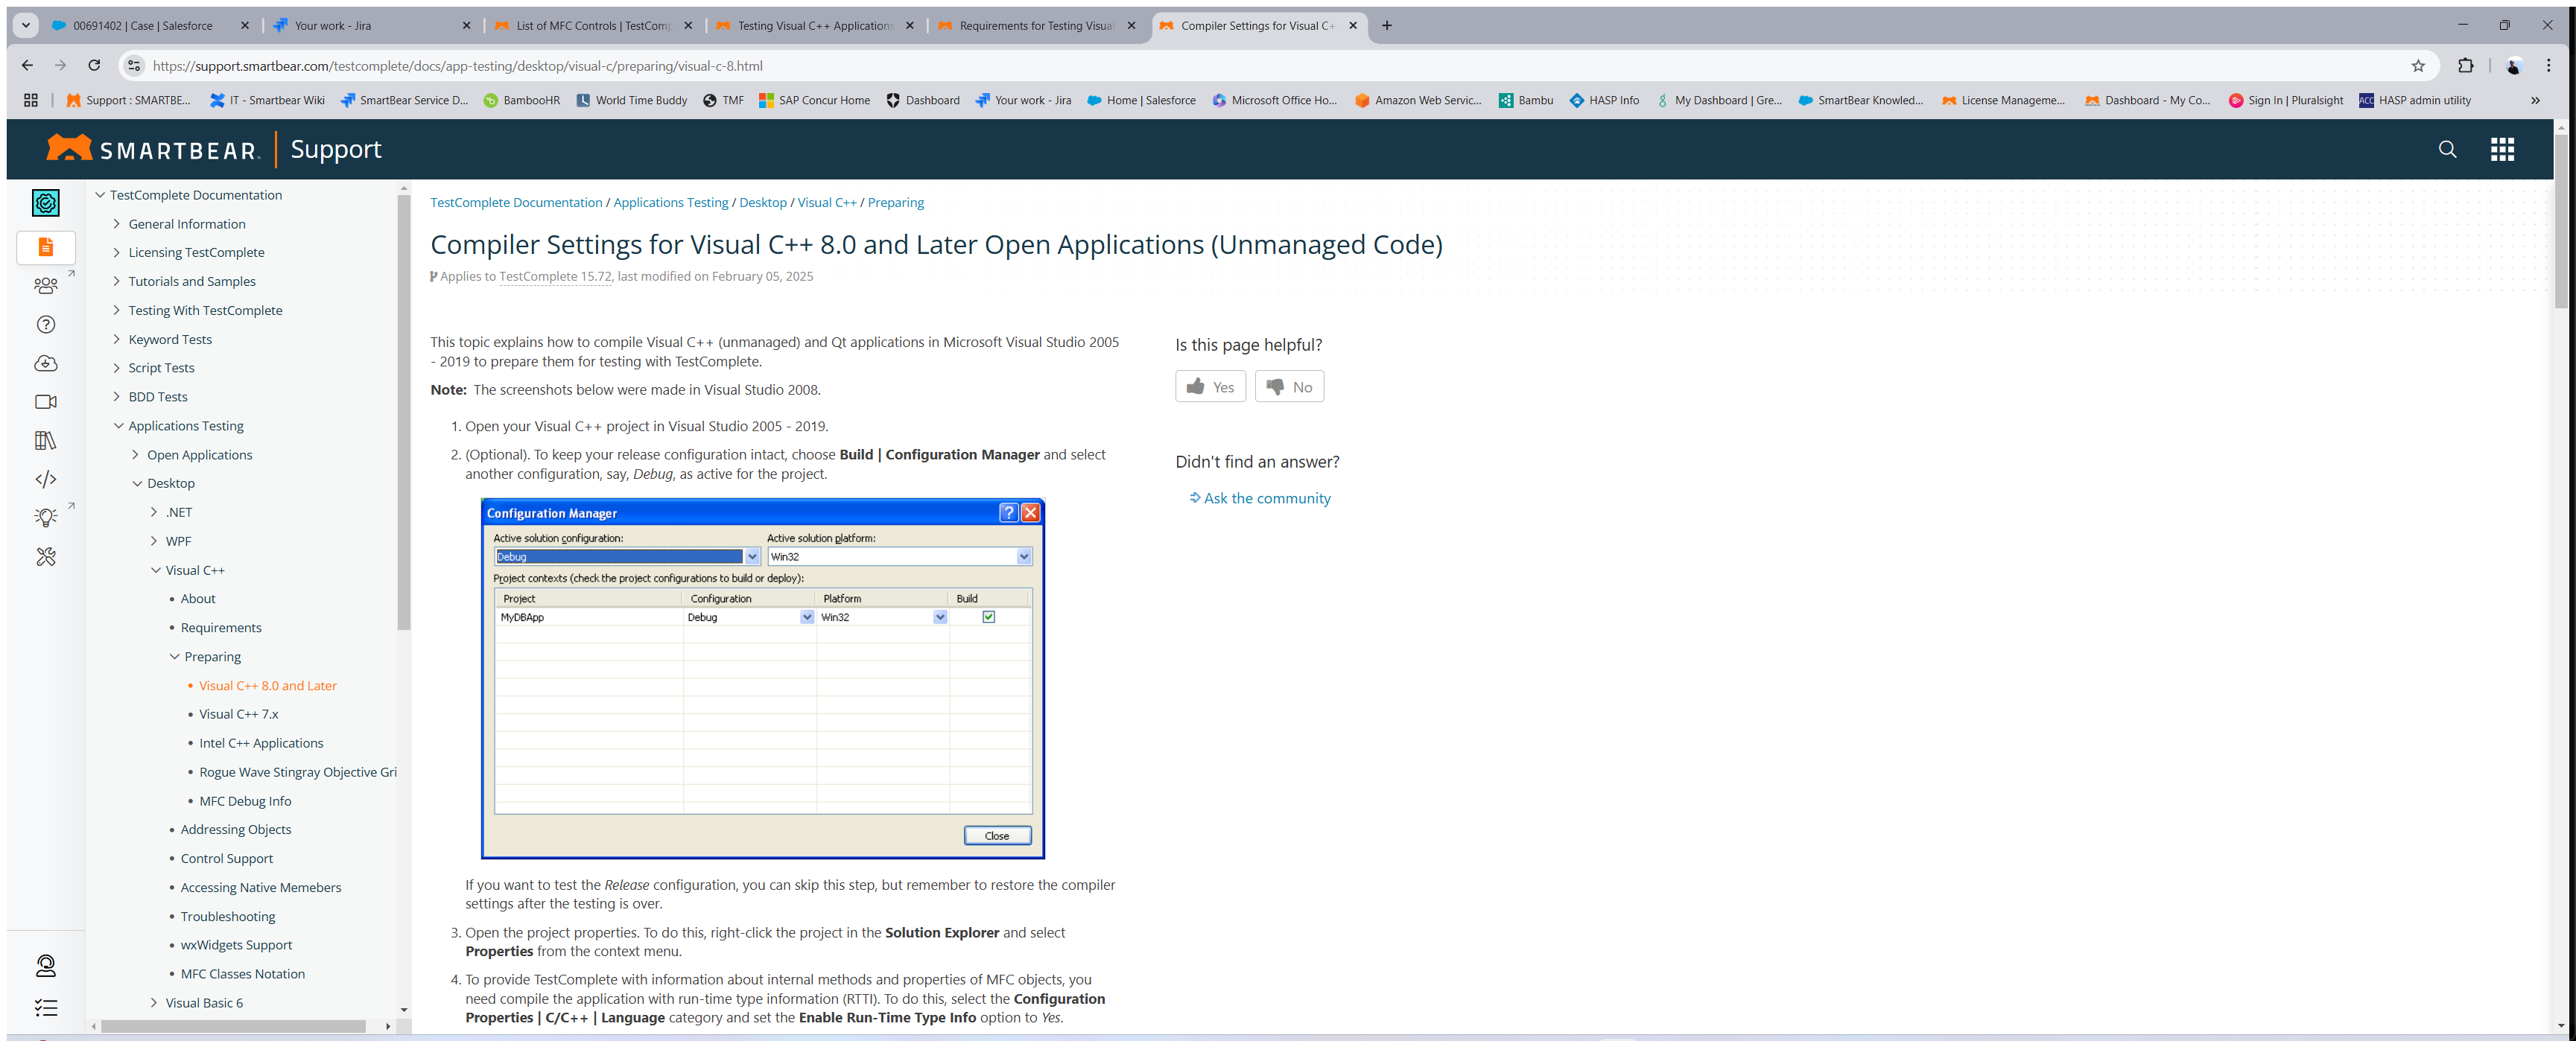 00691402 | Case | Salesforce
Your work - Jira
List of MFC Controls | TestComp
Testing Visual C++ Applications
Requirements for Testing Visual
Compiler Settings for Visual C+
https://support.smartbear.com/testcomplete/docs/app-testing/desktop/visual-c/preparing/visual-c-8.html
Support : SMARTBE...
IT - Smartbear Wiki
SmartBear Service D...
BambooHR
World Time Buddy
TMF
SAP Concur Home
Dashboard
Your work - Jira
Home | Salesforce
Microsoft Office Ho...
Amazon Web Servic...
Bambu
HASP Info
My Dashboard | Gre...
SmartBear Knowled...
License Manageme...
Dashboard - My Co...
Sign In | Pluralsight
ACC
HASP admin utility
SMARTBEAR
Support
TestComplete Documentation
General Information
Licensing TestComplete
Tutorials and Samples
Testing With TestComplete
Keyword Tests
Script Tests
BDD Tests
Applications Testing
Open Applications
Desktop
.NET
WPF
Visual C++
• About
• Requirements
Preparing
• Visual C++ 8.0 and Later
• Visual C++ 7.x
• Intel C++ Applications
• Rogue Wave Stingray Objective Gri
• MFC Debug Info
• Addressing Objects
• Control Support
• Accessing Native Memebers
• Troubleshooting
• wxWidgets Support
• MFC Classes Notation
Visual Basic 6
TestComplete Documentation / Applications Testing / Desktop / Visual C++ / Preparing
Compiler Settings for Visual C++ 8.0 and Later Open Applications (Unmanaged Code)
Applies to TestComplete 15.72, last modified on February 05, 2025
This topic explains how to compile Visual C++ (unmanaged) and Qt applications in Microsoft Visual Studio 2005
- 2019 to prepare them for testing with TestComplete.
Note: The screenshots below were made in Visual Studio 2008.
1. Open your Visual C++ project in Visual Studio 2005 - 2019.
2. (Optional). To keep your release configuration intact, choose Build | Configuration Manager and select
another configuration, say, Debug, as active for the project.
Configuration Manager
Active solution configuration:
Active solution platform:
Debug
Win32
Project contexts (check the project configurations to build or deploy):
Project
Configuration
Platform
Build
MyDBApp
Debug
Win32
Close
If you want to test the Release configuration, you can skip this step, but remember to restore the compiler
settings after the testing is over.
3. Open the project properties. To do this, right-click the project in the Solution Explorer and select
Properties from the context menu.
4. To provide TestComplete with information about internal methods and properties of MFC objects, you
need compile the application with run-time type information (RTTI). To do this, select the Configuration
Properties | C/C++ | Language category and set the Enable Run-Time Type Info option to Yes.
Is this page helpful?
Yes
No
Didn't find an answer?
Ask the community